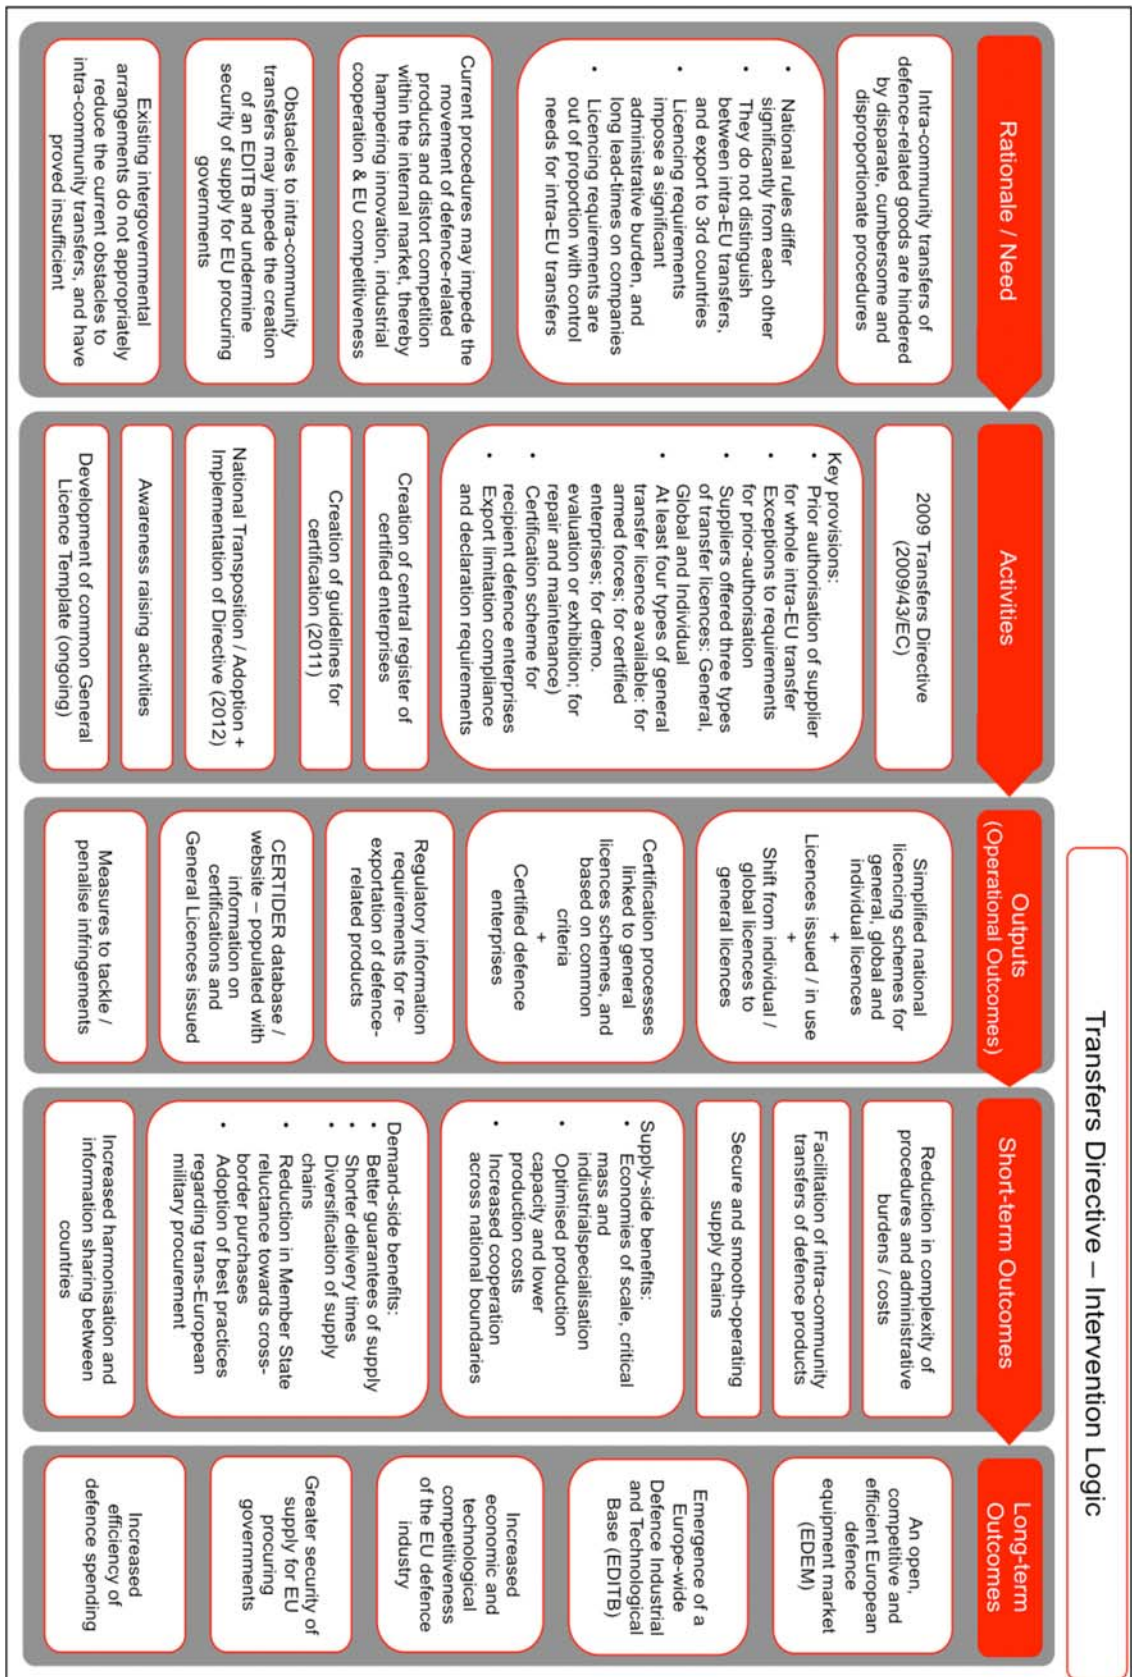 Transfers Directive – Intervention Logic
Rationale / Need
Intra-community transfers of
defence-related goods are hindered
by disparate, cumbersome and
disproportionate procedures
• National rules differ
significantly from each other
• They do not distinguish
between intra-EU transfers,
and export to 3rd countries
• Licencing requirements
impose a significant
administrative burden, and
long lead-times on companies
• Licencing requirements are
out of proportion with control
needs for intra-EU transfers
Current procedures may impede the
movement of defence-related
products and distort competition
within the internal market, thereby
hampering innovation, industrial
cooperation & EU competitiveness
Obstacles to intra-community
transfers may impede the creation
of an EDITB and undermine
security of supply for EU procuring
governments
Existing intergovernmental
arrangements do not appropriately
reduce the current obstacles to
intra-community transfers, and have
proved insufficient
Activities
2009 Transfers Directive
(2009/43/EC)
Key provisions:
• Prior authorisation of supplier
for whole intra-EU transfer
• Exceptions to requirements
for prior-authorisation
• Suppliers offered three types
of transfer licences: General,
Global and Individual
• At least four types of general
transfer licence available: for
armed forces; for certified
enterprises; for demo.
evaluation or exhibition; for
repair and maintenance)
• Certification scheme for
recipient defence enterprises
• Export limitation compliance
and declaration requirements
Creation of central register of
certified enterprises
Creation of guidelines for
certification (2011)
National Transposition / Adoption +
Implementation of Directive (2012)
Awareness raising activities
Development of common General
Licence Template (ongoing)
Outputs
(Operational Outcomes)
Simplified national
licencing schemes for
general, global and
individual licences
+
Licences issued / in use
+
Shift from individual /
global licences to
general licences
Certification processes
linked to general
licences schemes, and
based on common
criteria
+
Certified defence
enterprises
Regulatory information
requirements for re-
exportation of defence-
related products
CERTIDER database /
website – populated with
information on
certifications and
General Licences issued
Measures to tackle /
penalise infringements
Short-term Outcomes
Reduction in complexity of
procedures and administrative
burdens / costs
Facilitation of intra-community
transfers of defence products
Secure and smooth-operating
supply chains
Supply-side benefits:
• Economies of scale, critical
mass and
industrialspecialisation
• Optimised production
capacity and lower
production costs
• Increased cooperation
across national boundaries
Demand-side benefits:
• Better guarantees of supply
• Shorter delivery times
• Diversification of supply
chains
• Reduction in Member State
reluctance towards cross-
border purchases
• Adoption of best practices
regarding trans-European
military procurement
Increased harmonisation and
information sharing between
countries
Long-term
Outcomes
An open,
competitive and
efficient European
defence
equipment market
(EDEM)
Emergence of a
Europe-wide
Defence Industrial
and Technological
Base (EDITB)
Increased
economic and
technological
competitiveness
of the EU defence
industry
Greater security of
supply for EU
procuring
governments
Increased
efficiency of
defence spending